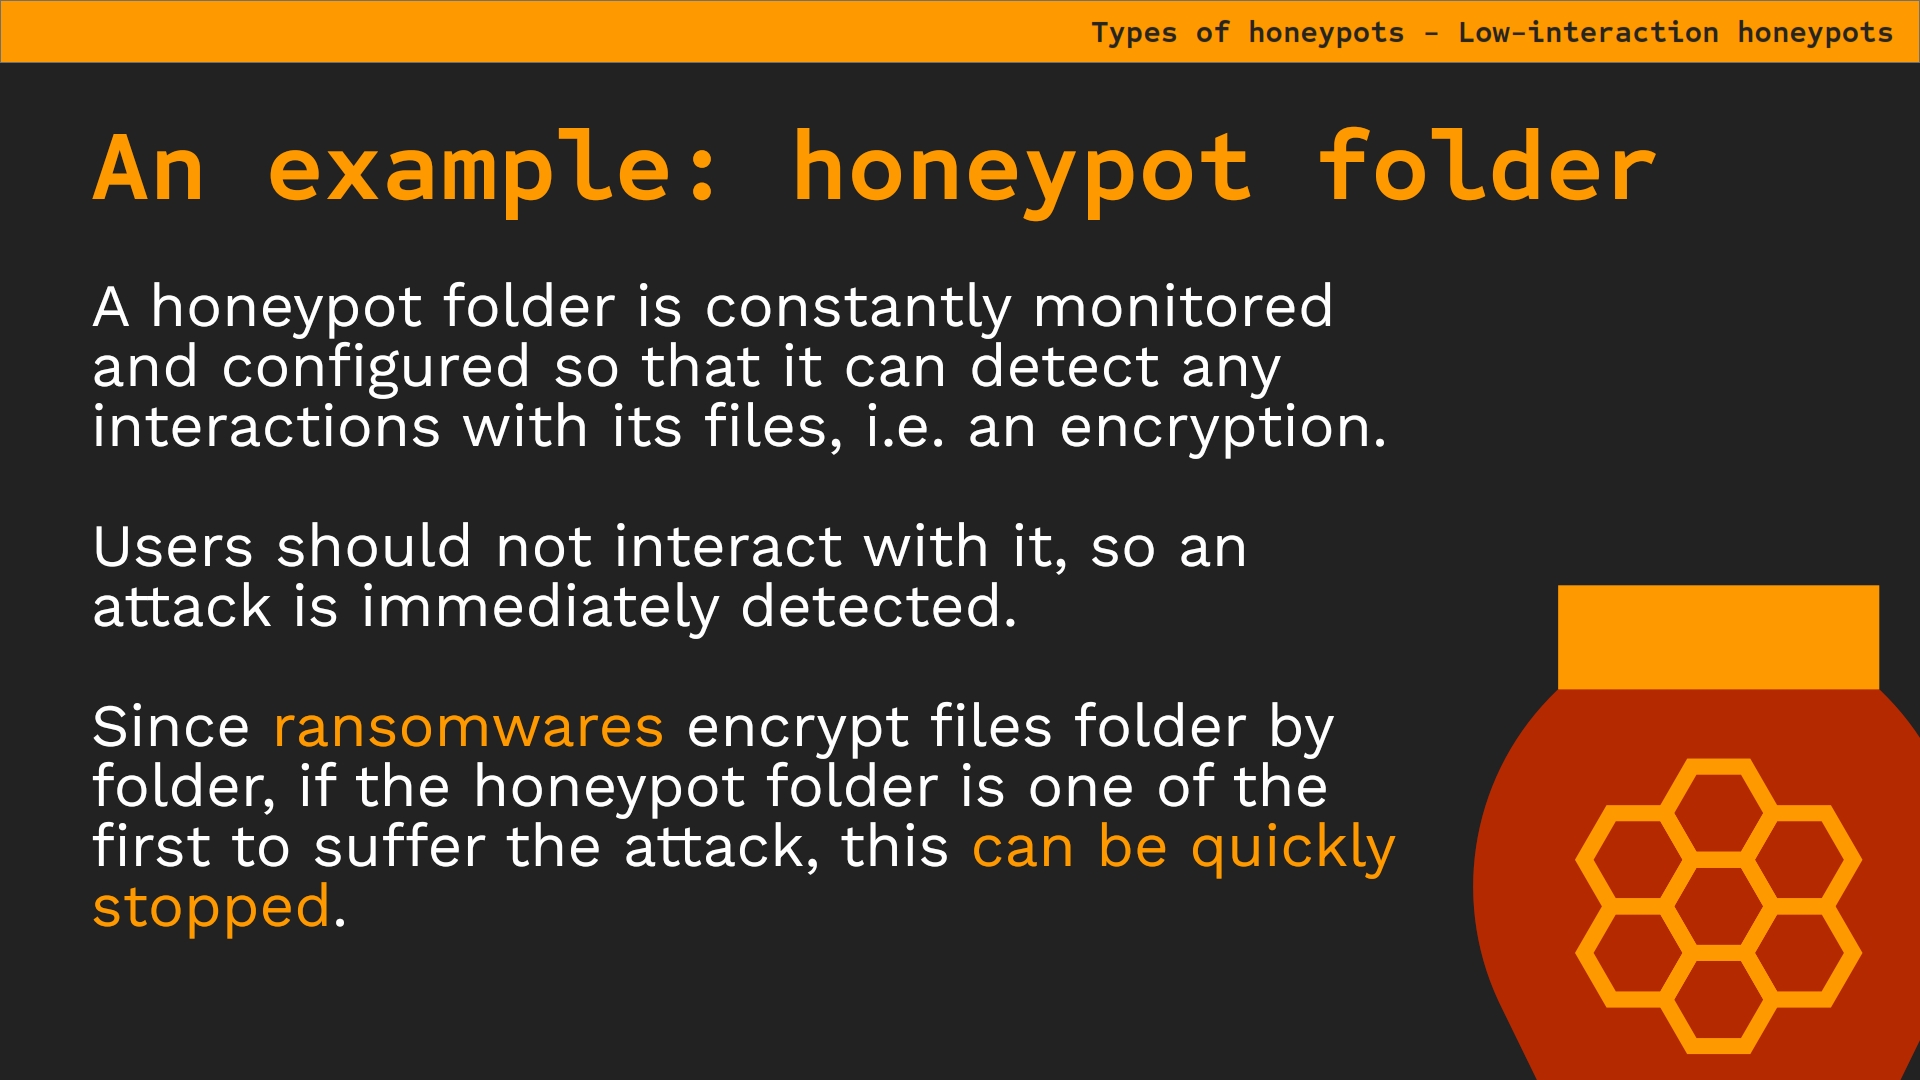 Types of honeypots - Low-interaction honeypots
An example: honeypot folder
A honeypot folder is constantly monitored
and configured so that it can detect any
interactions with its files, i.e. an encryption.
Users should not interact with it, so an
attack is immediately detected.
Since ransomwares encrypt files folder by
folder, if the honeypot folder is one of the
first to suffer the attack, this can be quickly
stopped.